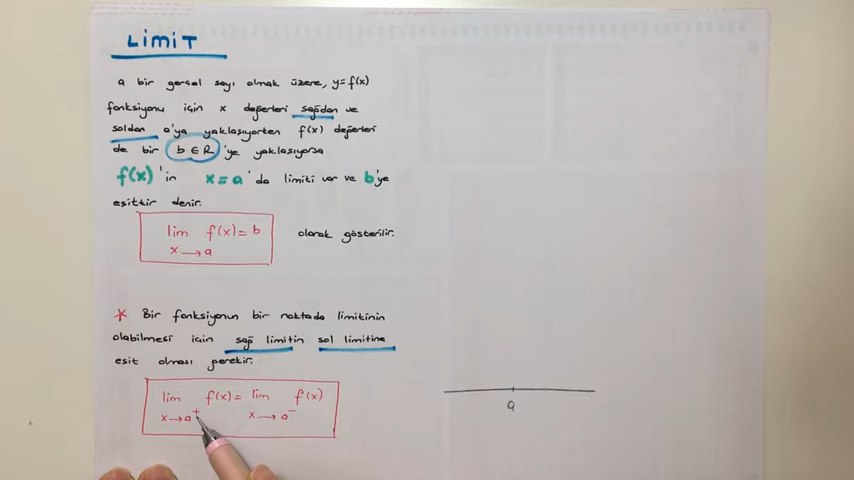 LİMİT
a bir gerçel sayı olmak üzere, y=f(x)
fonksiyonu için x değerleri sağdan ve
soldan a'ya yaklaşıyorken f(x) değerleri
de bir b ∈ R 'ye yaklaşıyorsa
f(x)'in x=a'da limiti var ve b'ye
eşittir denir.
lim f(x)= b olarak gösterilir.
x → a
* Bir fonksiyonun bir noktada limitinin
olabilmesi için sağ limitin sol limitine
eşit olması gerekir.
lim f(x)= lim f(x)
x→a⁺ x → a⁻
a